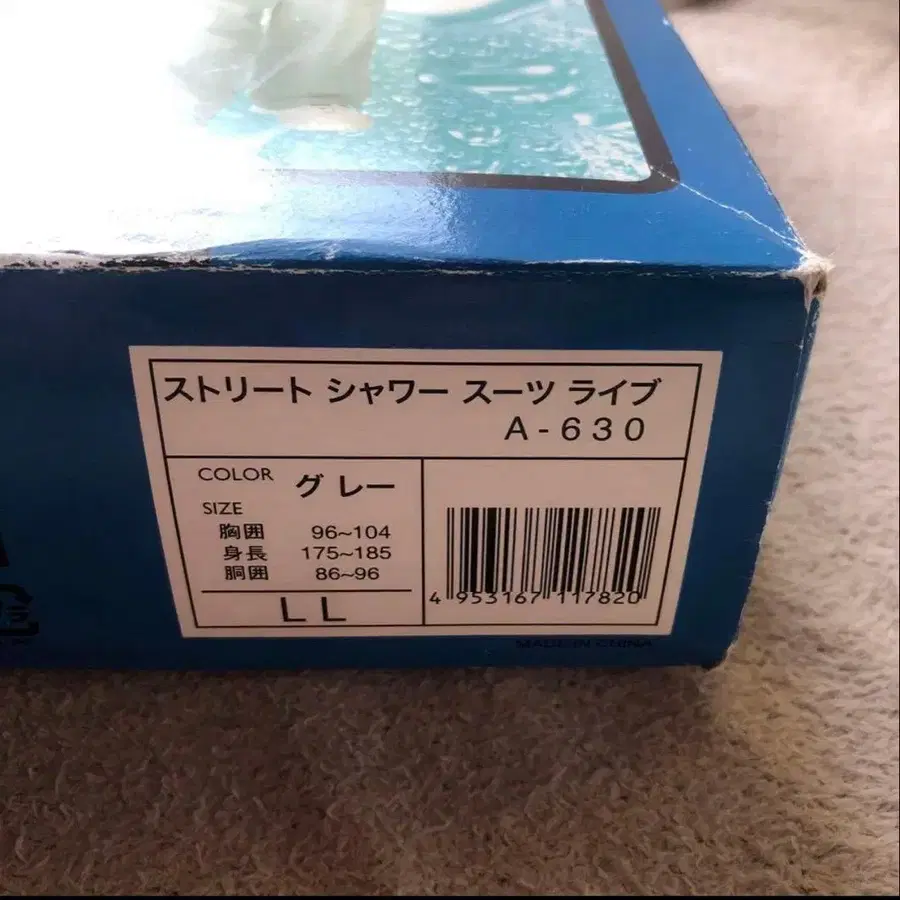 ストリート シャワー スーツ ライブ
A-630
COLOR グレー
SIZE
胸囲 96~104
身長 175~185
胴囲 86~96
LL
4 953167 117820
MADE IN CHINA